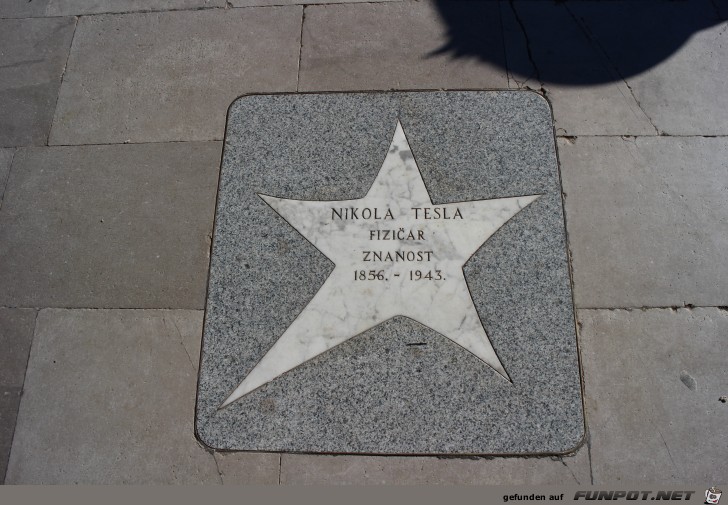 NIKOLA TESLA
FIZIČAR
ZNANOST
1856. - 1943.
gefunden auf FUNPOT.NET